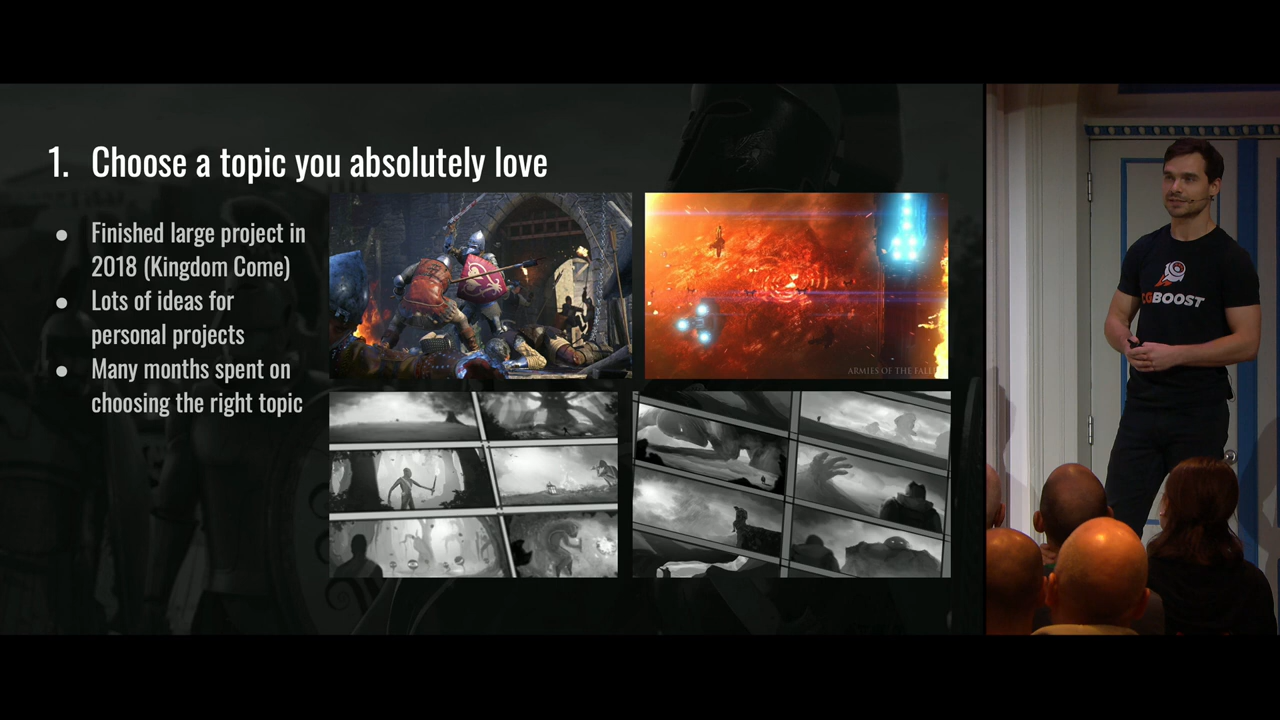 1. Choose a topic you absolutely love
● Finished large project in
2018 (Kingdom Come)
● Lots of ideas for
personal projects
● Many months spent on
choosing the right topic
ARMIES OF THE
CGBOOST